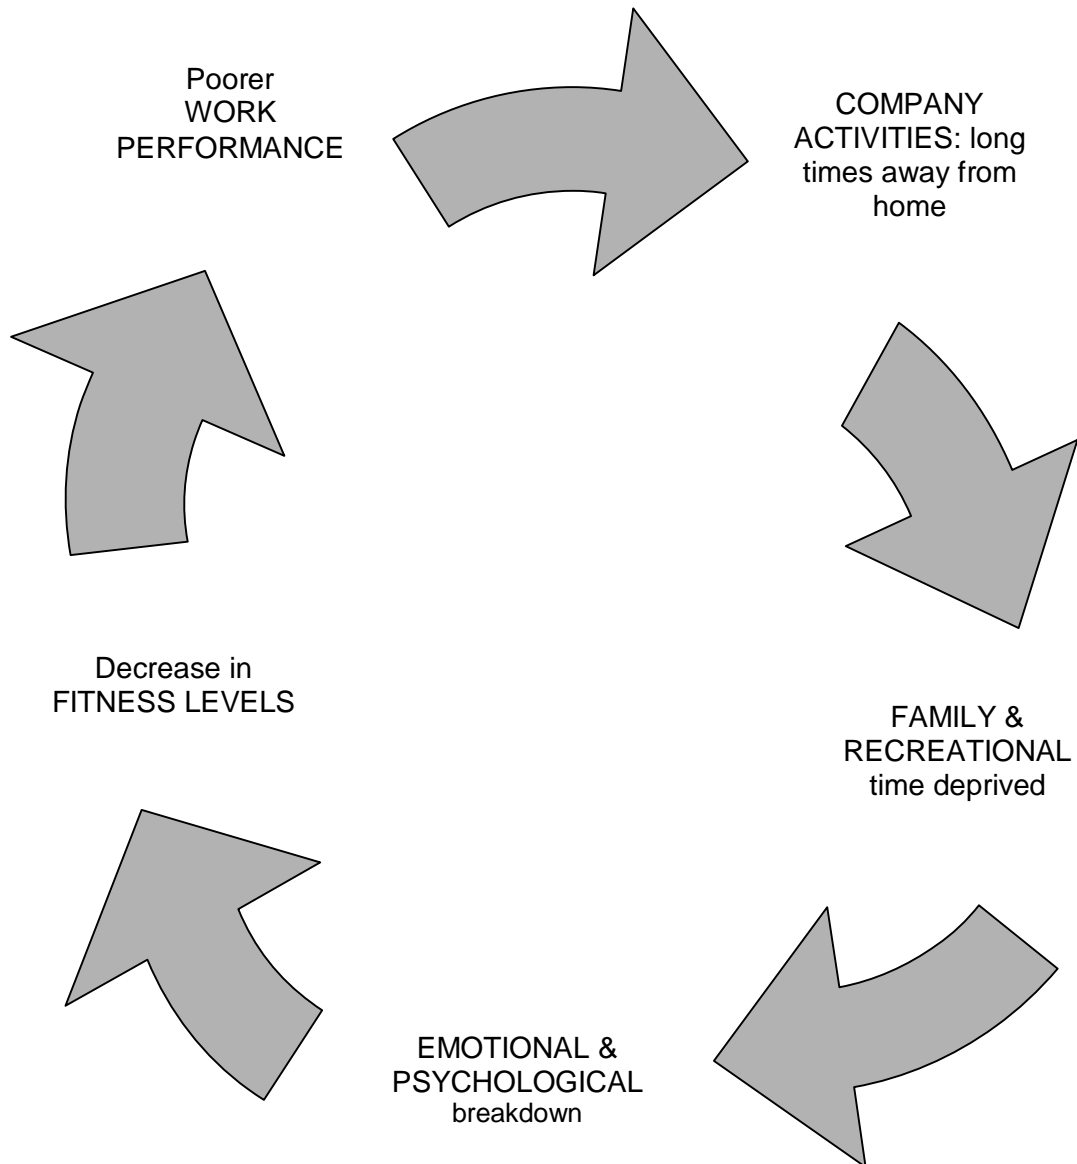 Poorer
WORK
PERFORMANCE
COMPANY
ACTIVITIES: long
times away from
home
FAMILY &
RECREATIONAL
time deprived
EMOTIONAL &
PSYCHOLOGICAL
breakdown
Decrease in
FITNESS LEVELS